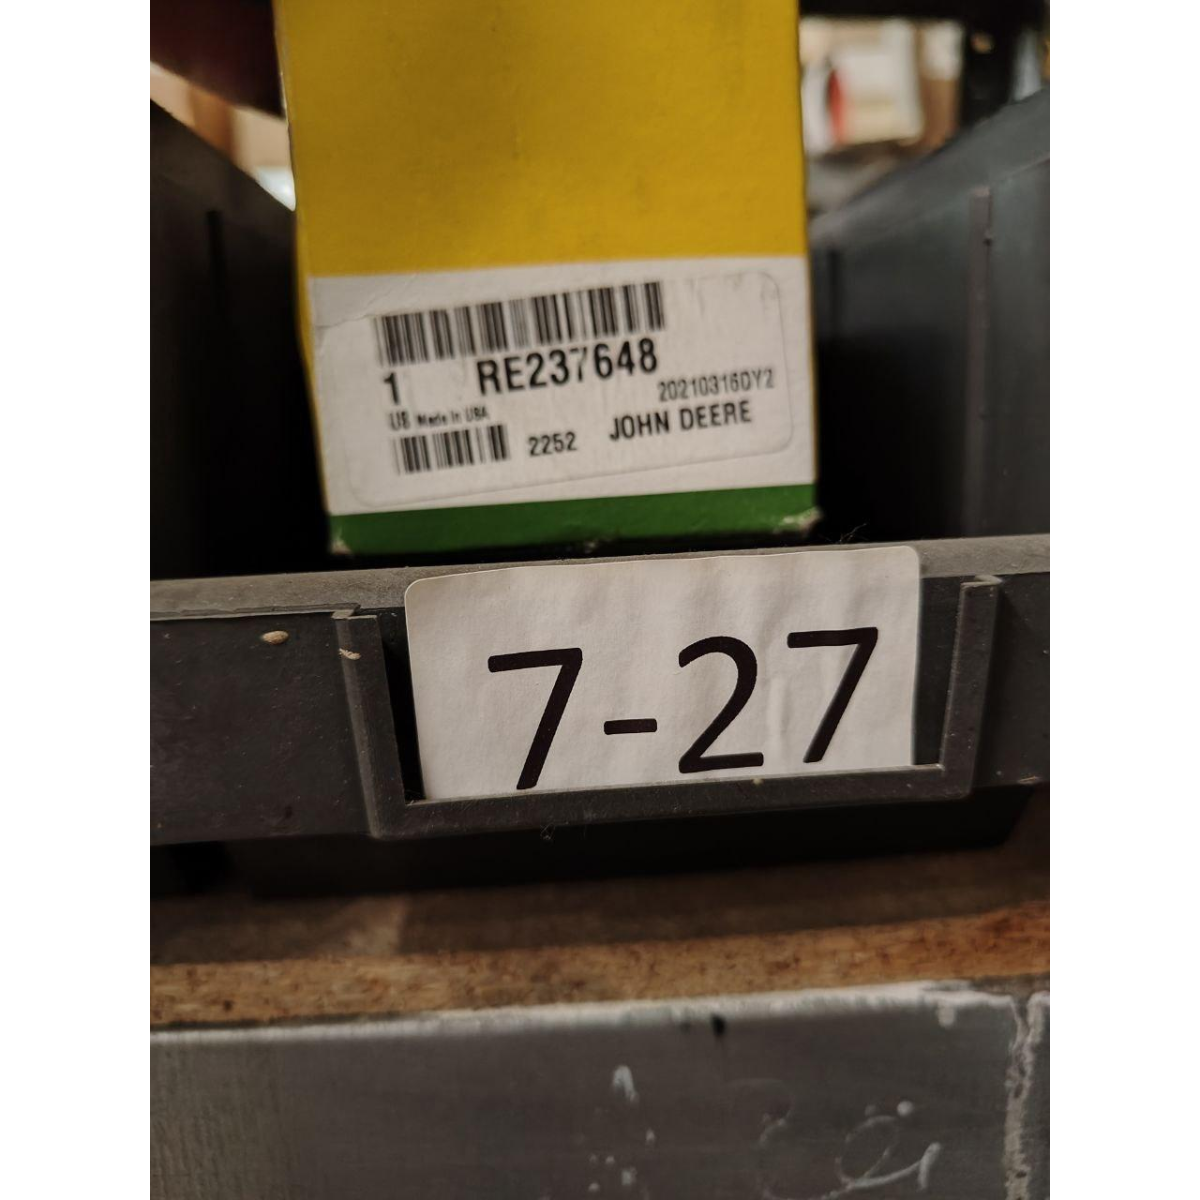 1 RE237648
20210316DY2
US Made in USA
2252 JOHN DEERE
7-27